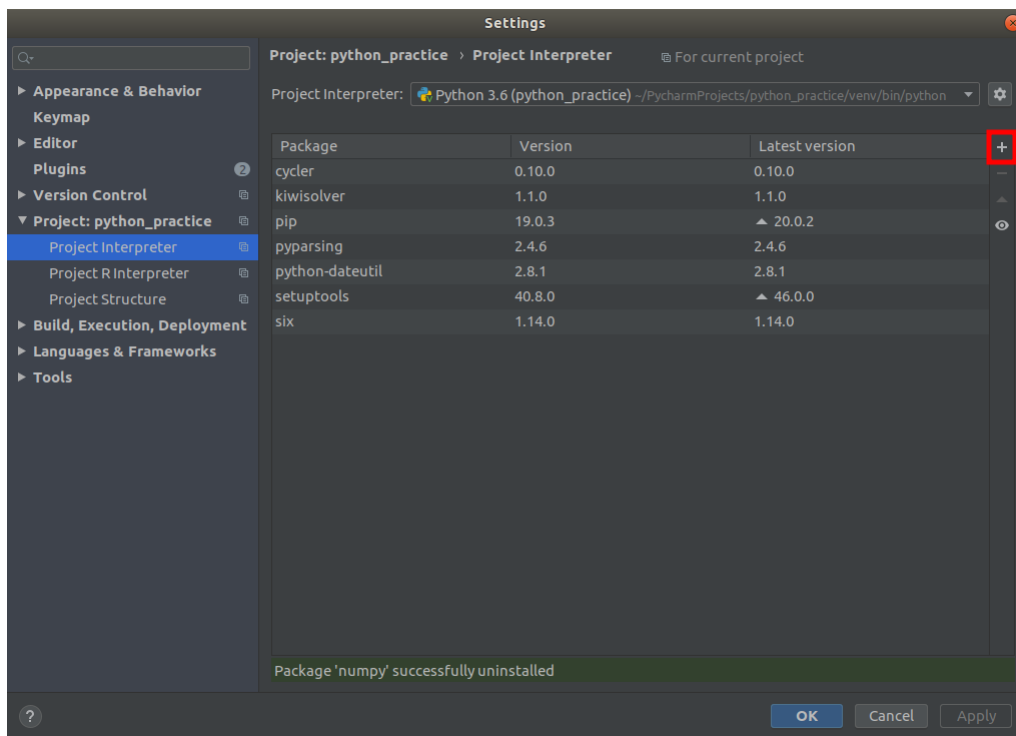 Settings
Project: python_practice › Project Interpreter For current project
Project Interpreter: Python 3.6 (python_practice) ~/PycharmProjects/python_practice/venv/bin/python
Appearance & Behavior
Keymap
Editor
Plugins 2
Version Control
Project: python_practice
Project Interpreter
Project R Interpreter
Project Structure
Build, Execution, Deployment
Languages & Frameworks
Tools
Package Version Latest version
cycler 0.10.0 0.10.0
kiwisolver 1.1.0 1.1.0
pip 19.0.3 20.0.2
pyparsing 2.4.6 2.4.6
python-dateutil 2.8.1 2.8.1
setuptools 40.8.0 46.0.0
six 1.14.0 1.14.0
Package 'numpy' successfully uninstalled
? OK Cancel Apply